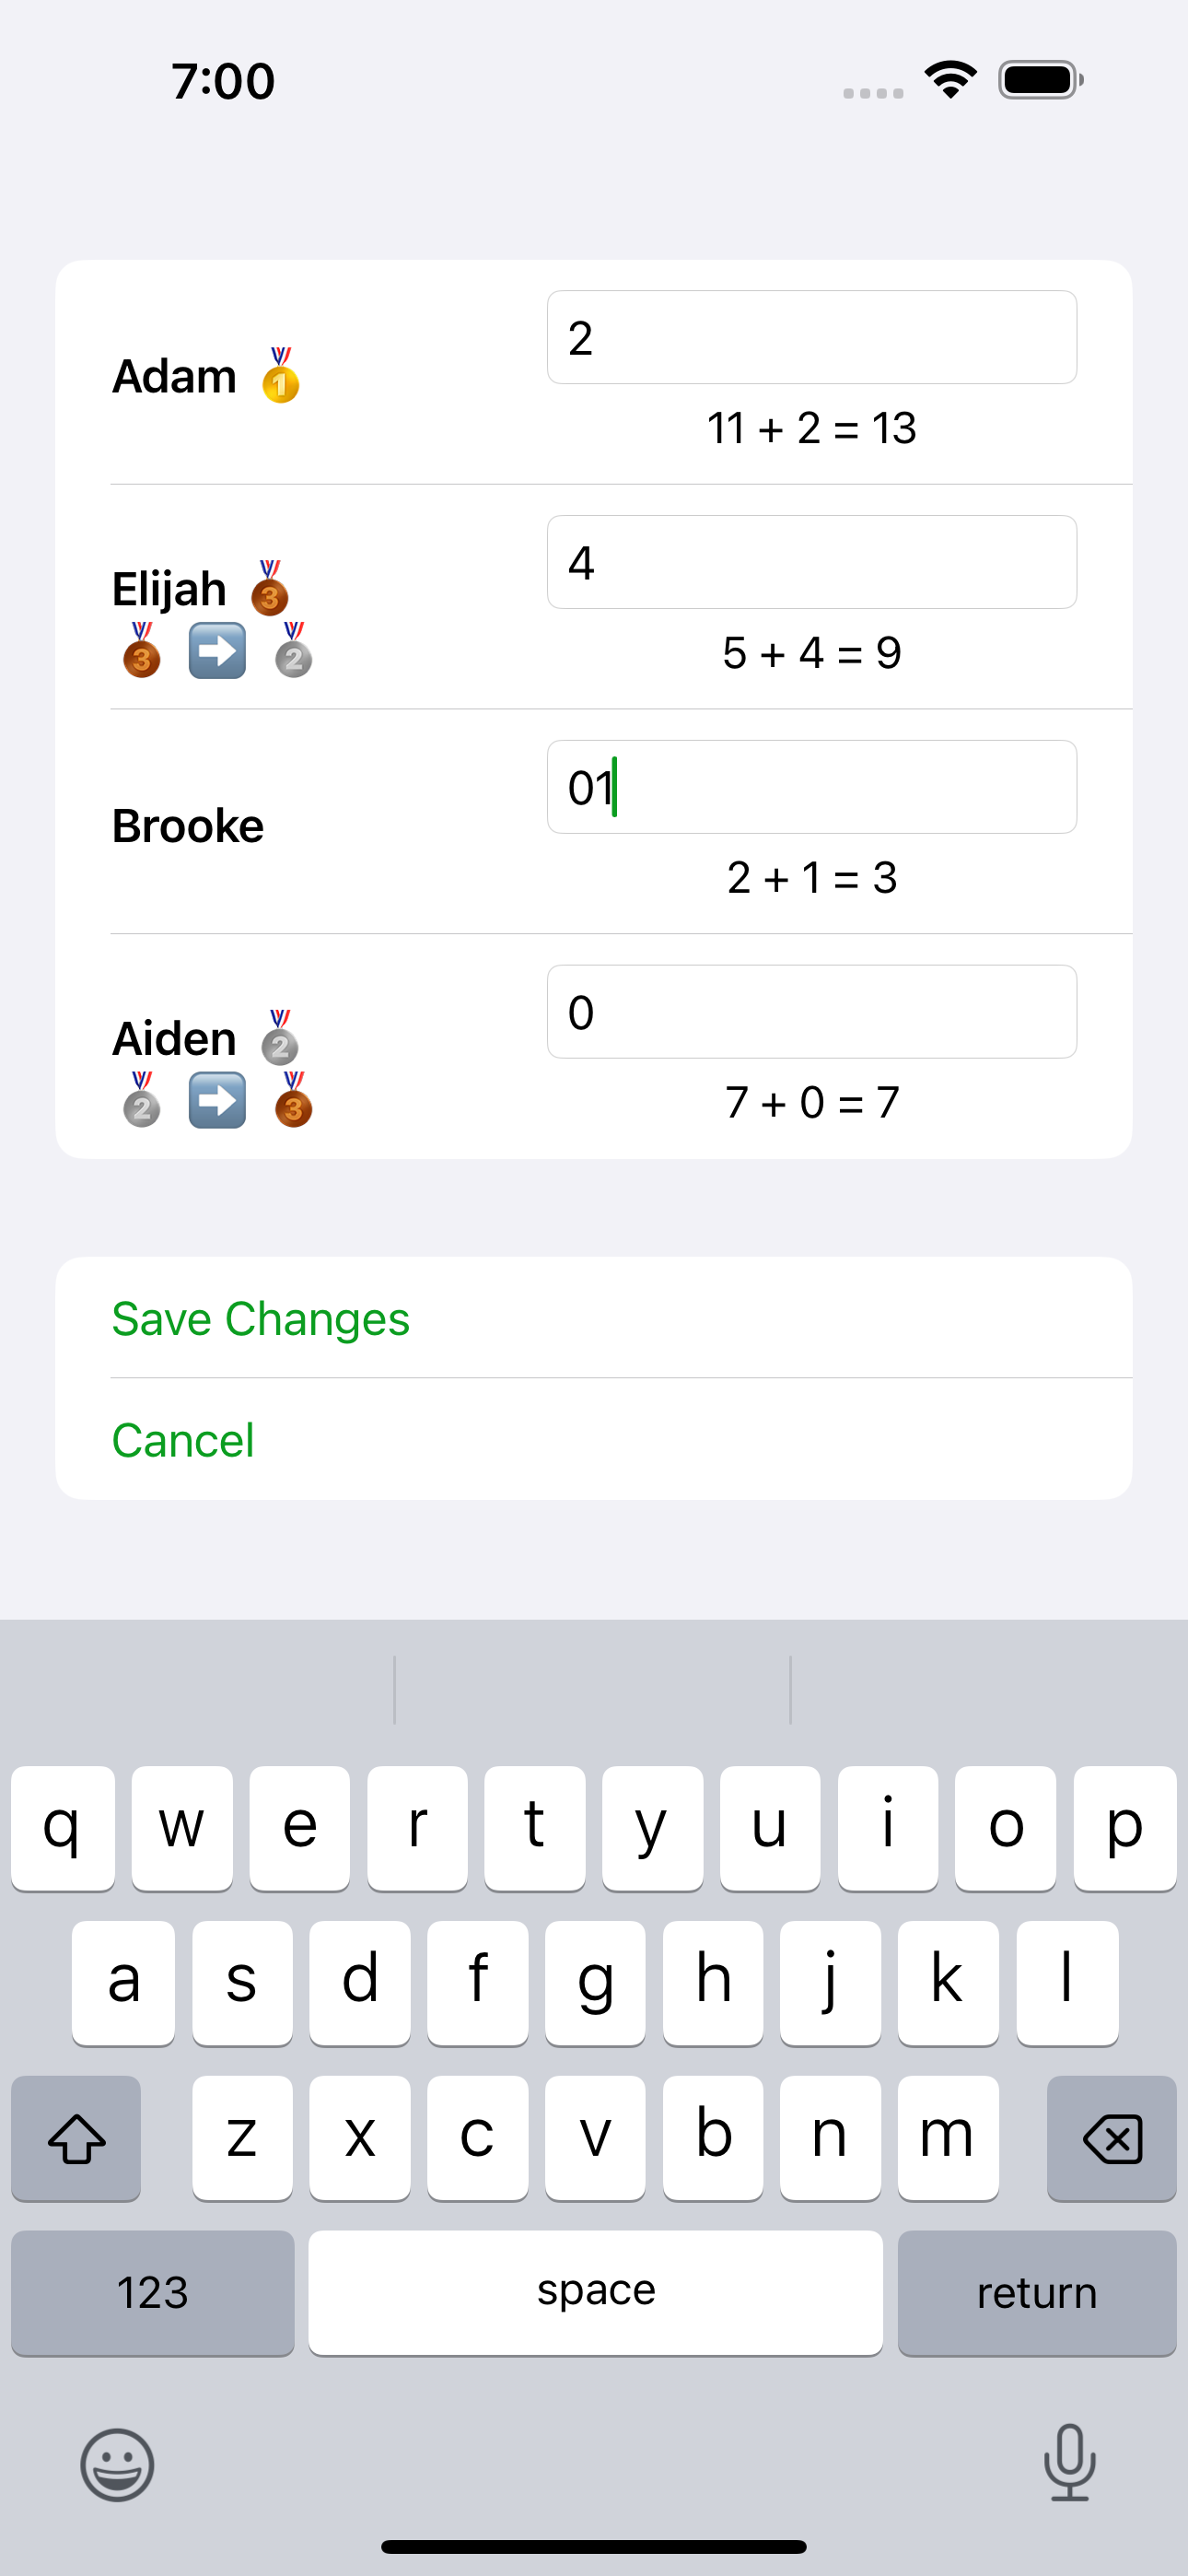 7:00
Adam 🥇
2
11 + 2 = 13
Elijah 🥉
🥉 ➡️ 🥈
4
5 + 4 = 9
Brooke
01
2 + 1 = 3
Aiden 🥈
🥈 ➡️ 🥉
0
7 + 0 = 7
Save Changes
Cancel
q w e r t y u i o p
a s d f g h j k l
z x c v b n m
123 space return